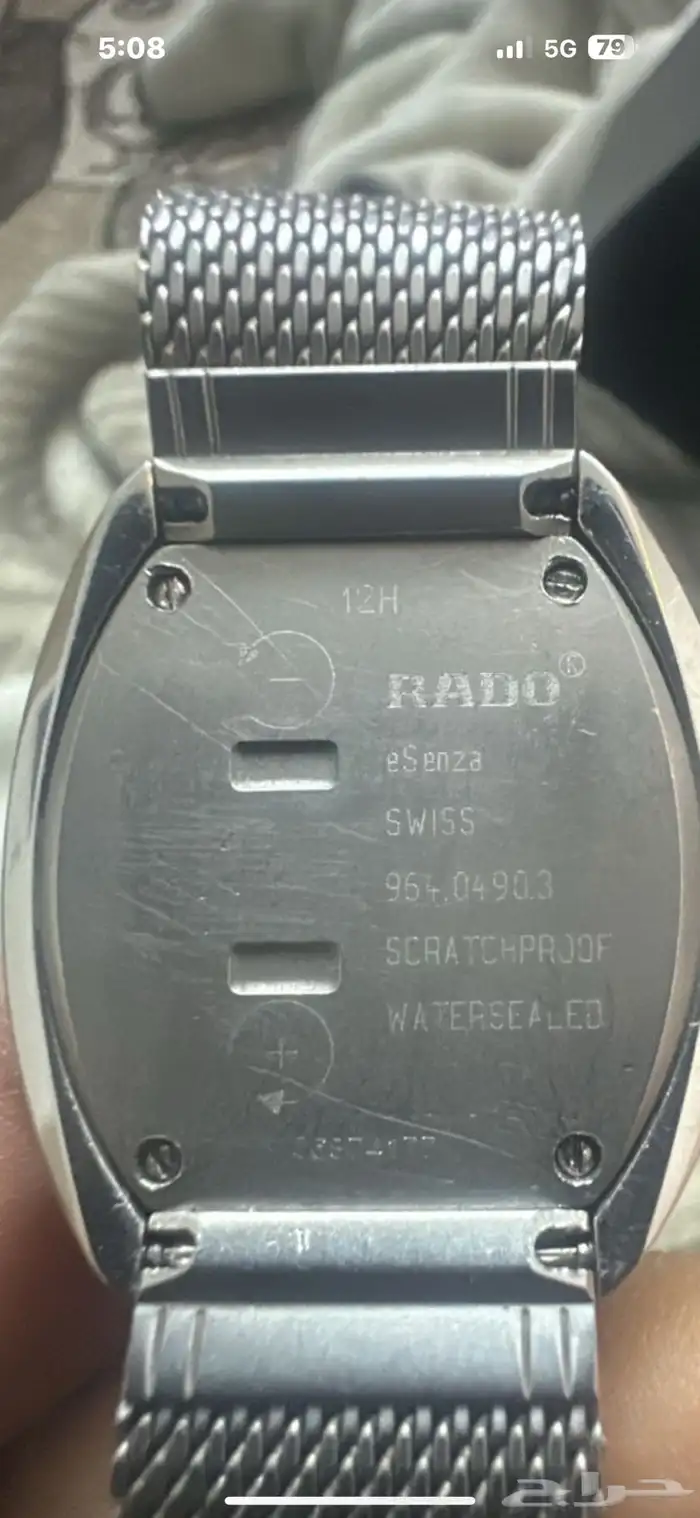 5:08
5G 79
12H
RADO®
−
eSenza
SWISS
964.0490.3
SCRATCHPROOF
WATERSEALED
+
حراج